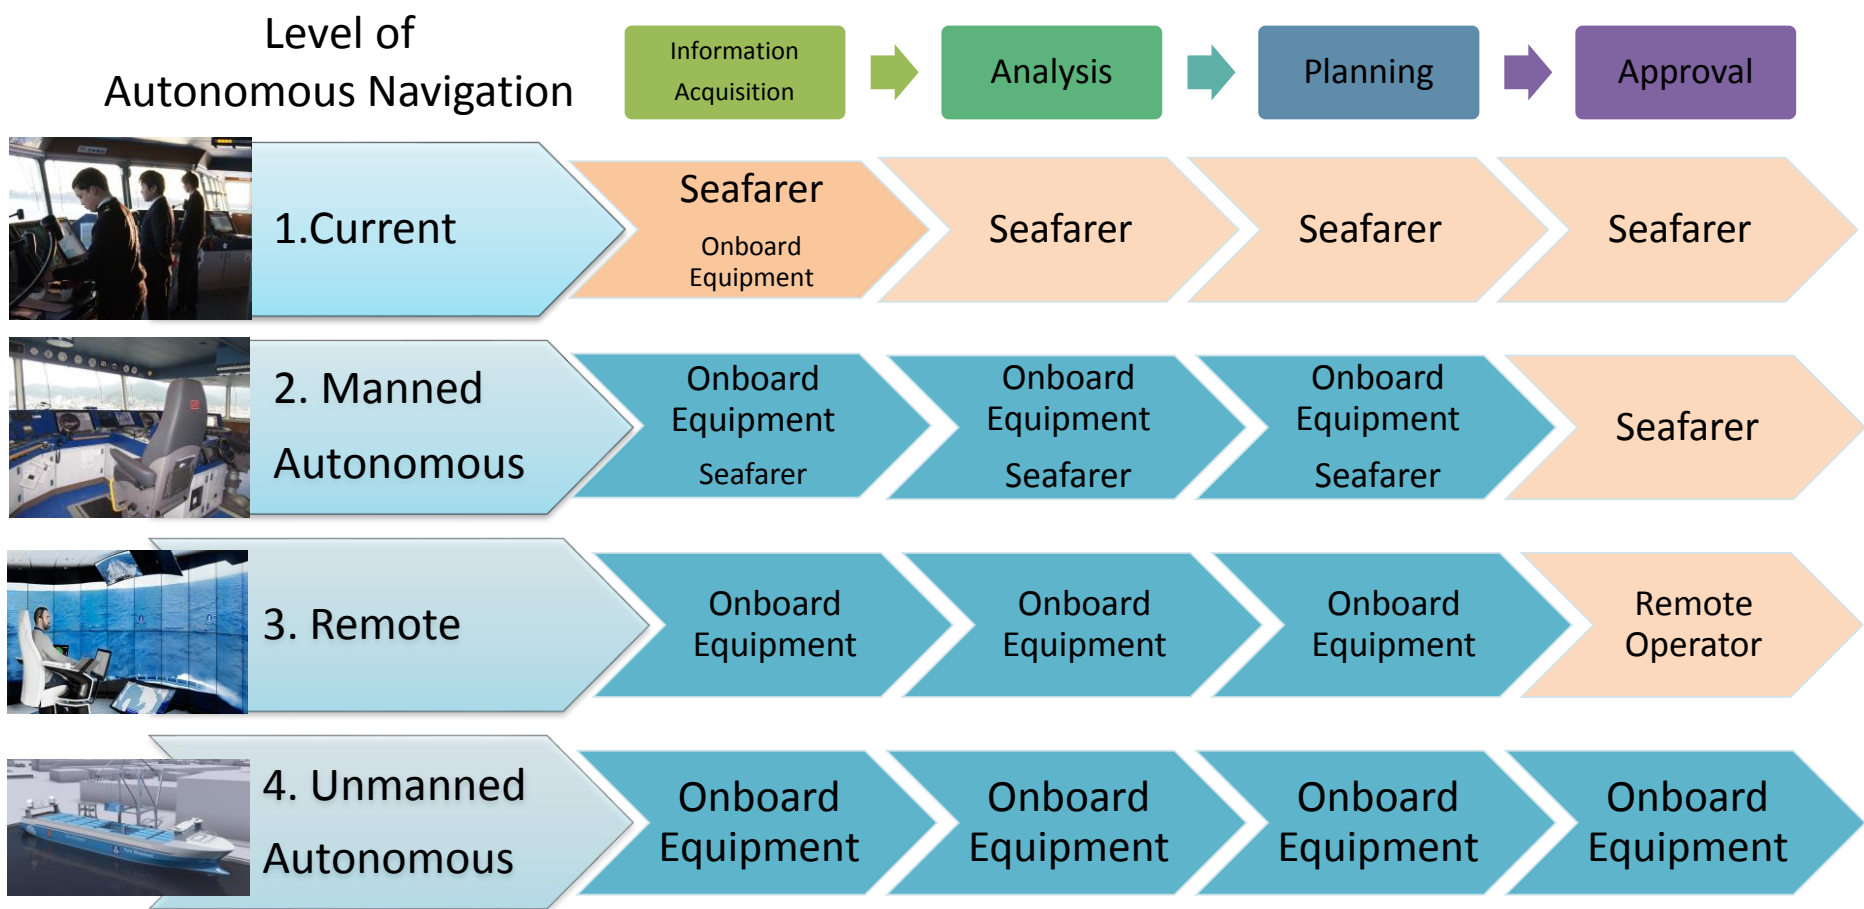 Level of
Autonomous Navigation
Information
Acquisition
Analysis
Planning
Approval
1.Current
Seafarer
Onboard
Equipment
Seafarer
Seafarer
Seafarer
2. Manned
Autonomous
Onboard
Equipment
Seafarer
Onboard
Equipment
Seafarer
Onboard
Equipment
Seafarer
Seafarer
3. Remote
Onboard
Equipment
Onboard
Equipment
Onboard
Equipment
Remote
Operator
4. Unmanned
Autonomous
Onboard
Equipment
Onboard
Equipment
Onboard
Equipment
Onboard
Equipment